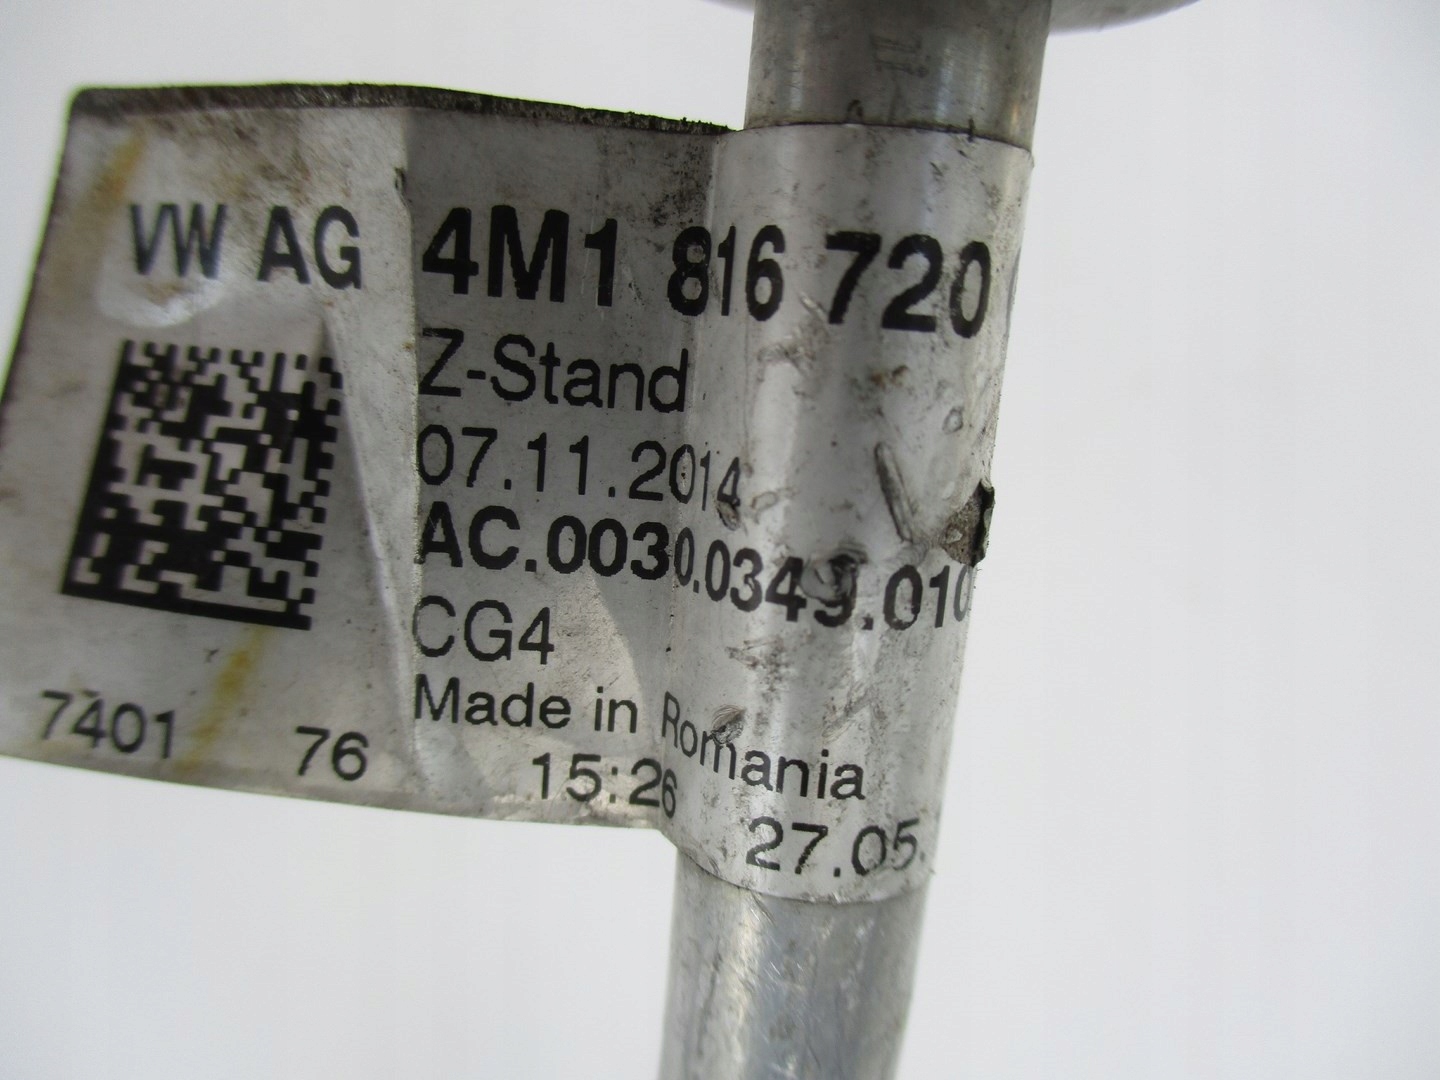 VW AG 4M1 816 720
Z-Stand
07.11.2014
AC.0030.0349.010
CG4
Made in Romania
7401 76 15:26 27.05.